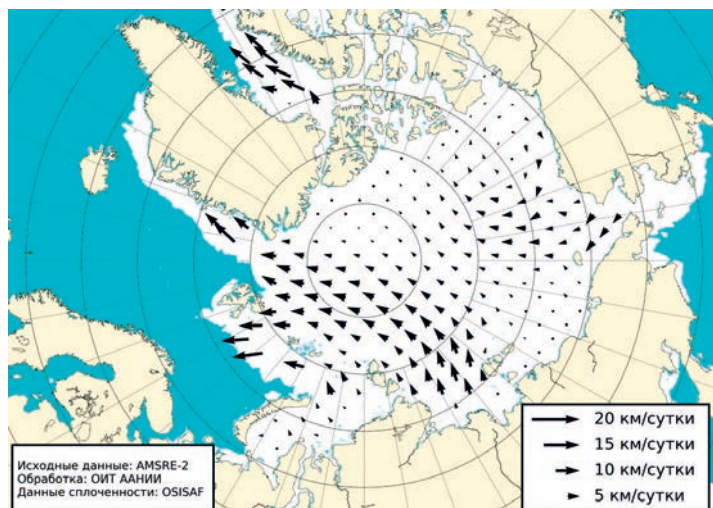 Исходные данные: AMSRE-2
Обработка: ОИТ ААНИИ
Данные сплоченности: OSISAF
20 км/сутки
15 км/сутки
10 км/сутки
5 км/сутки